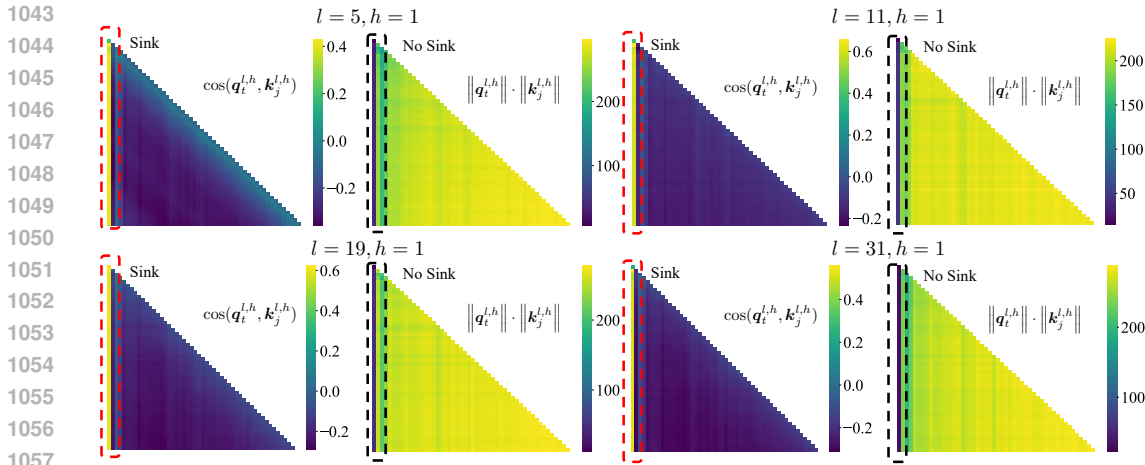 1043
1044
1045
1046
1047
1048
1049
1050
1051
1052
1053
1054
1055
1056
1057
l = 5, h = 1
Sink
cos(q_t^{l,h}, k_j^{l,h})
0.4
0.2
0.0
−0.2
No Sink
‖q_t^{l,h}‖ · ‖k_j^{l,h}‖
200
100
l = 11, h = 1
Sink
cos(q_t^{l,h}, k_j^{l,h})
0.6
0.4
0.2
0.0
−0.2
No Sink
‖q_t^{l,h}‖ · ‖k_j^{l,h}‖
200
150
100
50
l = 19, h = 1
Sink
cos(q_t^{l,h}, k_j^{l,h})
0.6
0.4
0.2
0.0
−0.2
No Sink
‖q_t^{l,h}‖ · ‖k_j^{l,h}‖
200
100
l = 31, h = 1
Sink
cos(q_t^{l,h}, k_j^{l,h})
0.4
0.2
0.0
−0.2
No Sink
‖q_t^{l,h}‖ · ‖k_j^{l,h}‖
200
100